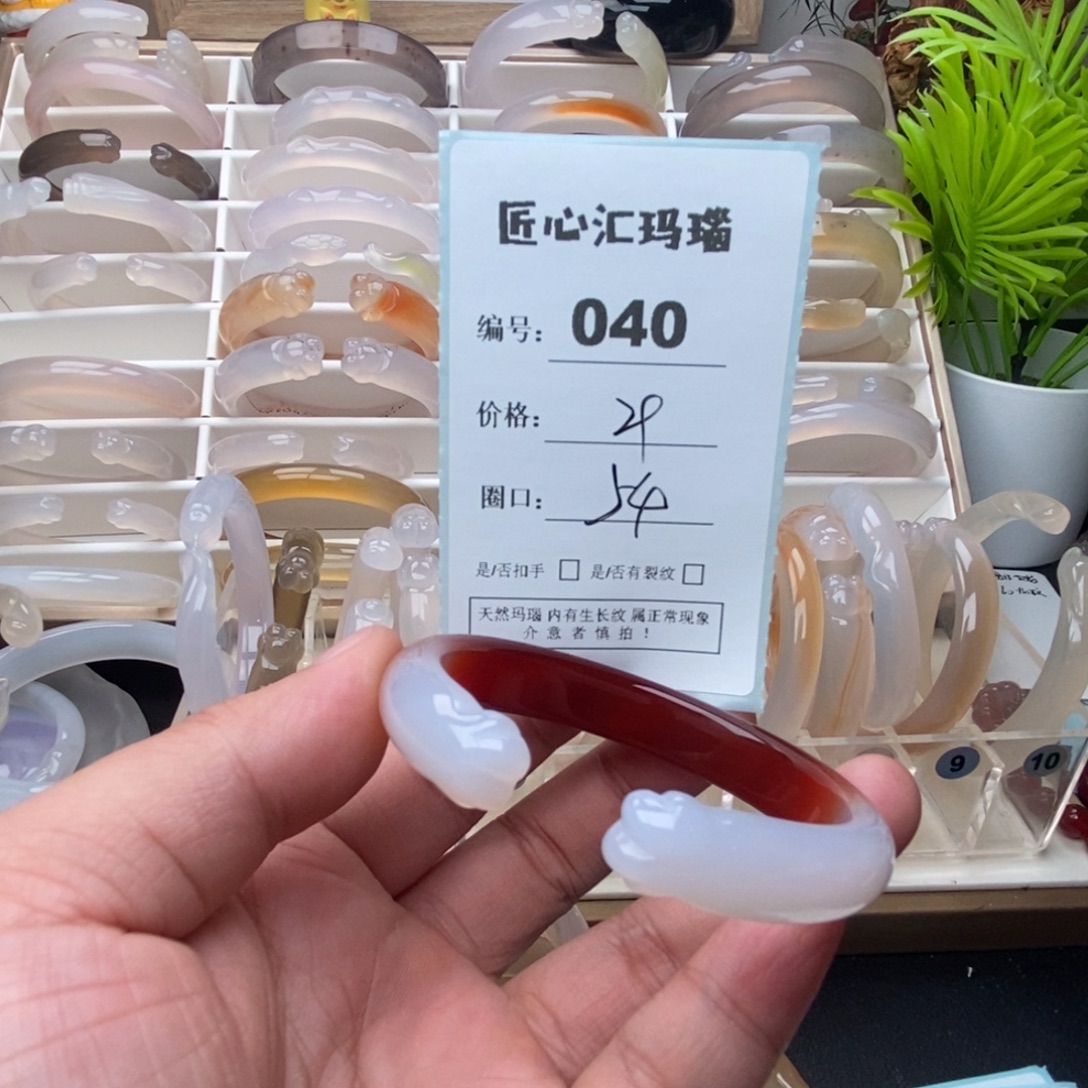 匠心汇玛瑙
编号: 040
价格:
圈口: 54
是/否扣手 □ 是/否有裂纹 □
天然玛瑙 内有生长纹 属正常现象
介意者慎拍!
9
10